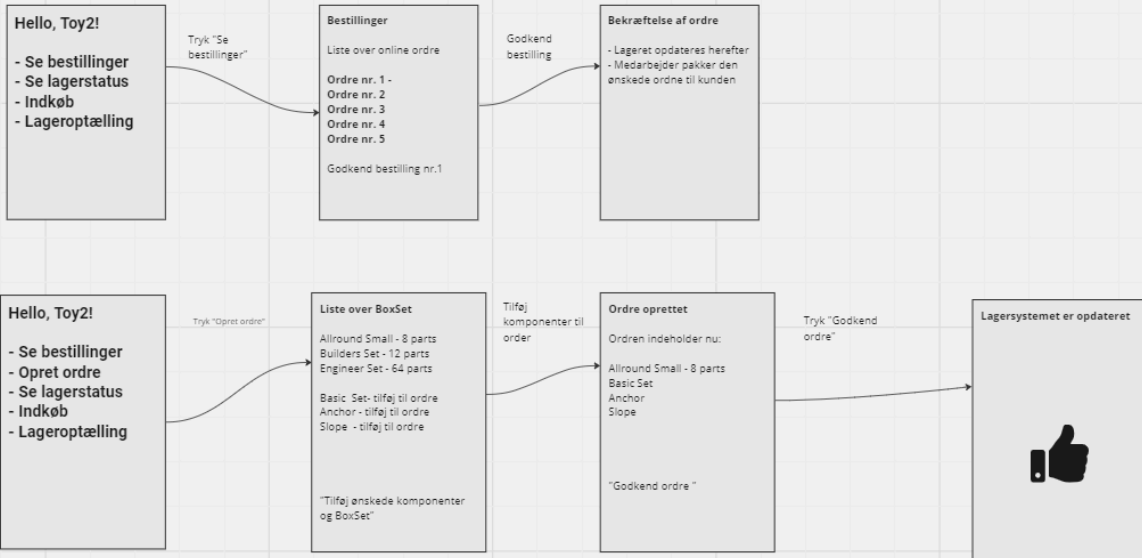 Hello, Toy2!
- Se bestillinger
- Se lagerstatus
- Indkøb
- Lageroptælling
Tryk "Se
bestillinger"
Bestillinger
Liste over online ordre
Ordre nr. 1 -
Ordre nr. 2
Ordre nr. 3
Ordre nr. 4
Ordre nr. 5
Godkend bestilling nr.1
Godkend
bestilling
Bekræftelse af ordre
- Lageret opdateres herefter
- Medarbejder pakker den
ønskede ordne til kunden
Hello, Toy2!
- Se bestillinger
- Opret ordre
- Se lagerstatus
- Indkøb
- Lageroptælling
Tryk "Opret ordre"
Liste over BoxSet
Allround Small - 8 parts
Builders Set - 12 parts
Engineer Set - 64 parts
Basic Set- tilføj til ordre
Anchor - tilføj til ordre
Slope - tilføj til ordre
"Tilføj ønskede komponenter
og BoxSet"
Tilføj
komponenter til
order
Ordre oprettet
Ordren indeholder nu:
Allround Small - 8 parts
Basic Set
Anchor
Slope
"Godkend ordre "
Tryk "Godkend
ordre"
Lagersystemet er opdateret